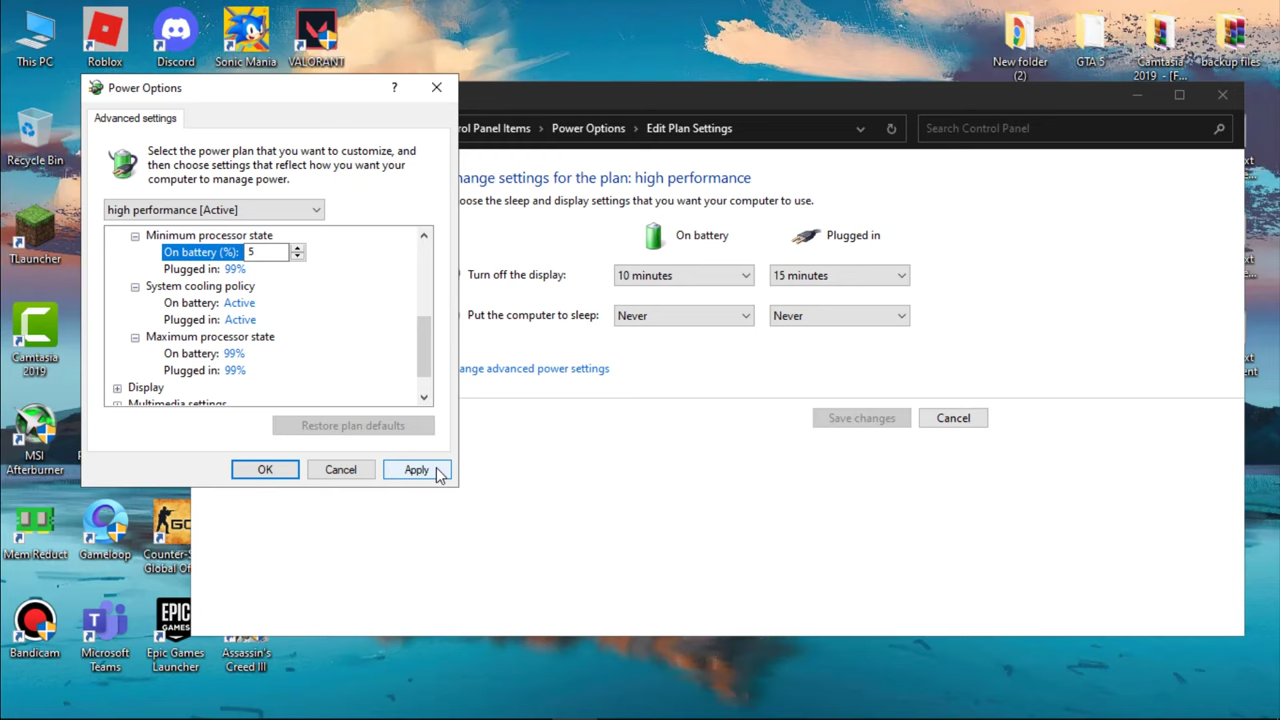 This PC
Roblox
Discord
Sonic Mania
VALORANT
New folder
(2)
GTA 5
Camtasia
2019 - [F...
backup files
Power Options
?
Advanced settings
Select the power plan that you want to customize, and
then choose settings that reflect how you want your
computer to manage power.
high performance [Active]
Minimum processor state
On battery (%): 5
Plugged in: 99%
System cooling policy
On battery: Active
Plugged in: Active
Maximum processor state
On battery: 99%
Plugged in: 99%
Display
Multimedia settings
Restore plan defaults
OK
Cancel
Apply
rol Panel Items > Power Options > Edit Plan Settings
Search Control Panel
ange settings for the plan: high performance
oose the sleep and display settings that you want your computer to use.
On battery
Plugged in
Turn off the display:
10 minutes
15 minutes
Put the computer to sleep:
Never
Never
ange advanced power settings
Save changes
Cancel
Recycle Bin
TLauncher
Camtasia
2019
MSI
Afterburner
Mem Reduct
Gameloop
GO
Counter-S
Global Of
Bandicam
Microsoft
Teams
EPIC
GAMES
Epic Games
Launcher
Assassin's
Creed III